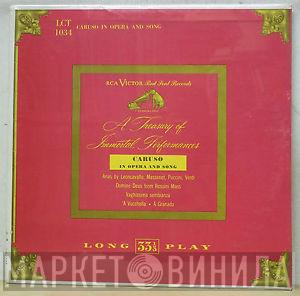 LCT
1034
CARUSO IN OPERA AND SONG
RCA VICTOR Red Seal Records
A Treasury of
Immortal Performances
CARUSO
IN OPERA AND SONG
Arias by Leoncavallo, Massenet, Puccini, Verdi
Domine Deus from Rossini Mass
Vaghissima sembianza
'A Vucchella • A Granada
LONG 33⅓ PLAY
МАРКЕТ ВИНИЛА